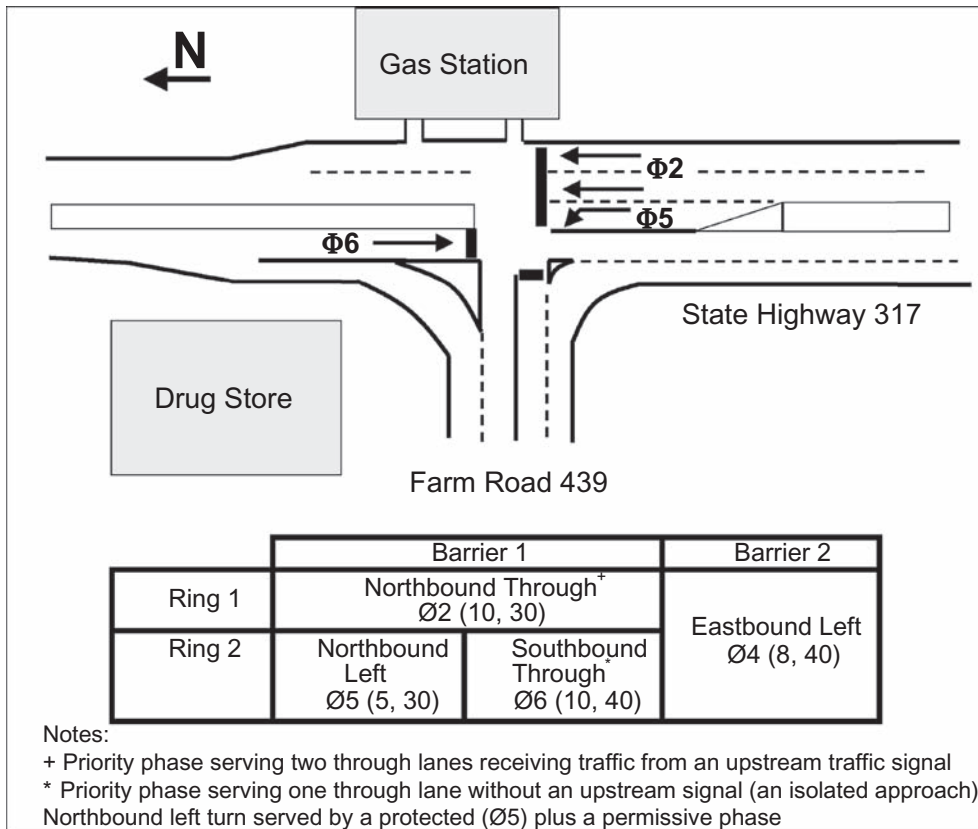 N
Gas Station
Φ2
Φ5
Φ6
State Highway 317
Drug Store
Farm Road 439
Barrier 1
Barrier 2
Ring 1
Northbound Through+
Ø2 (10, 30)
Eastbound Left
Ø4 (8, 40)
Ring 2
Northbound
Left
Ø5 (5, 30)
Southbound
Through*
Ø6 (10, 40)
Notes:
+ Priority phase serving two through lanes receiving traffic from an upstream traffic signal
* Priority phase serving one through lane without an upstream signal (an isolated approach)
Northbound left turn served by a protected (Ø5) plus a permissive phase